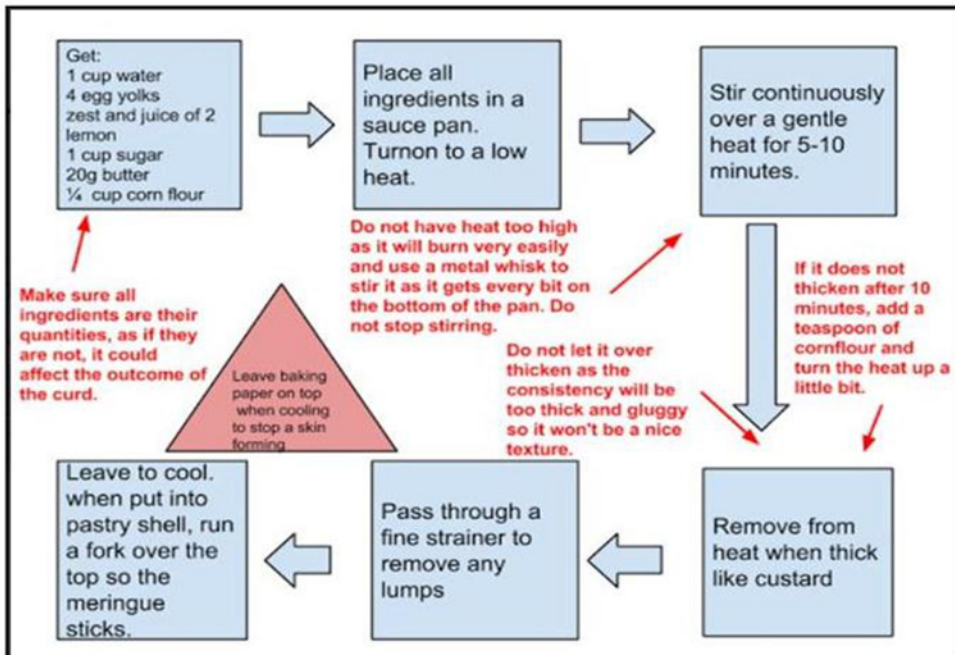 Get:
1 cup water
4 egg yolks
zest and juice of 2
lemon
1 cup sugar
20g butter
¼ cup corn flour
Place all
ingredients in a
sauce pan.
Turnon to a low
heat.
Stir continuously
over a gentle
heat for 5-10
minutes.
Make sure all
ingredients are their
quantities, as if they
are not, it could
affect the outcome of
the curd.
Do not have heat too high
as it will burn very easily
and use a metal whisk to
stir it as it gets every bit on
the bottom of the pan. Do
not stop stirring.
If it does not
thicken after 10
minutes, add a
teaspoon of
cornflour and
turn the heat up a
little bit.
Do not let it over
thicken as the
consistency will be
too thick and gluggy
so it won't be a nice
texture.
Remove from
heat when thick
like custard
Pass through a
fine strainer to
remove any
lumps
Leave baking
paper on top
when cooling
to stop a skin
forming
Leave to cool.
when put into
pastry shell, run
a fork over the
top so the
meringue
sticks.